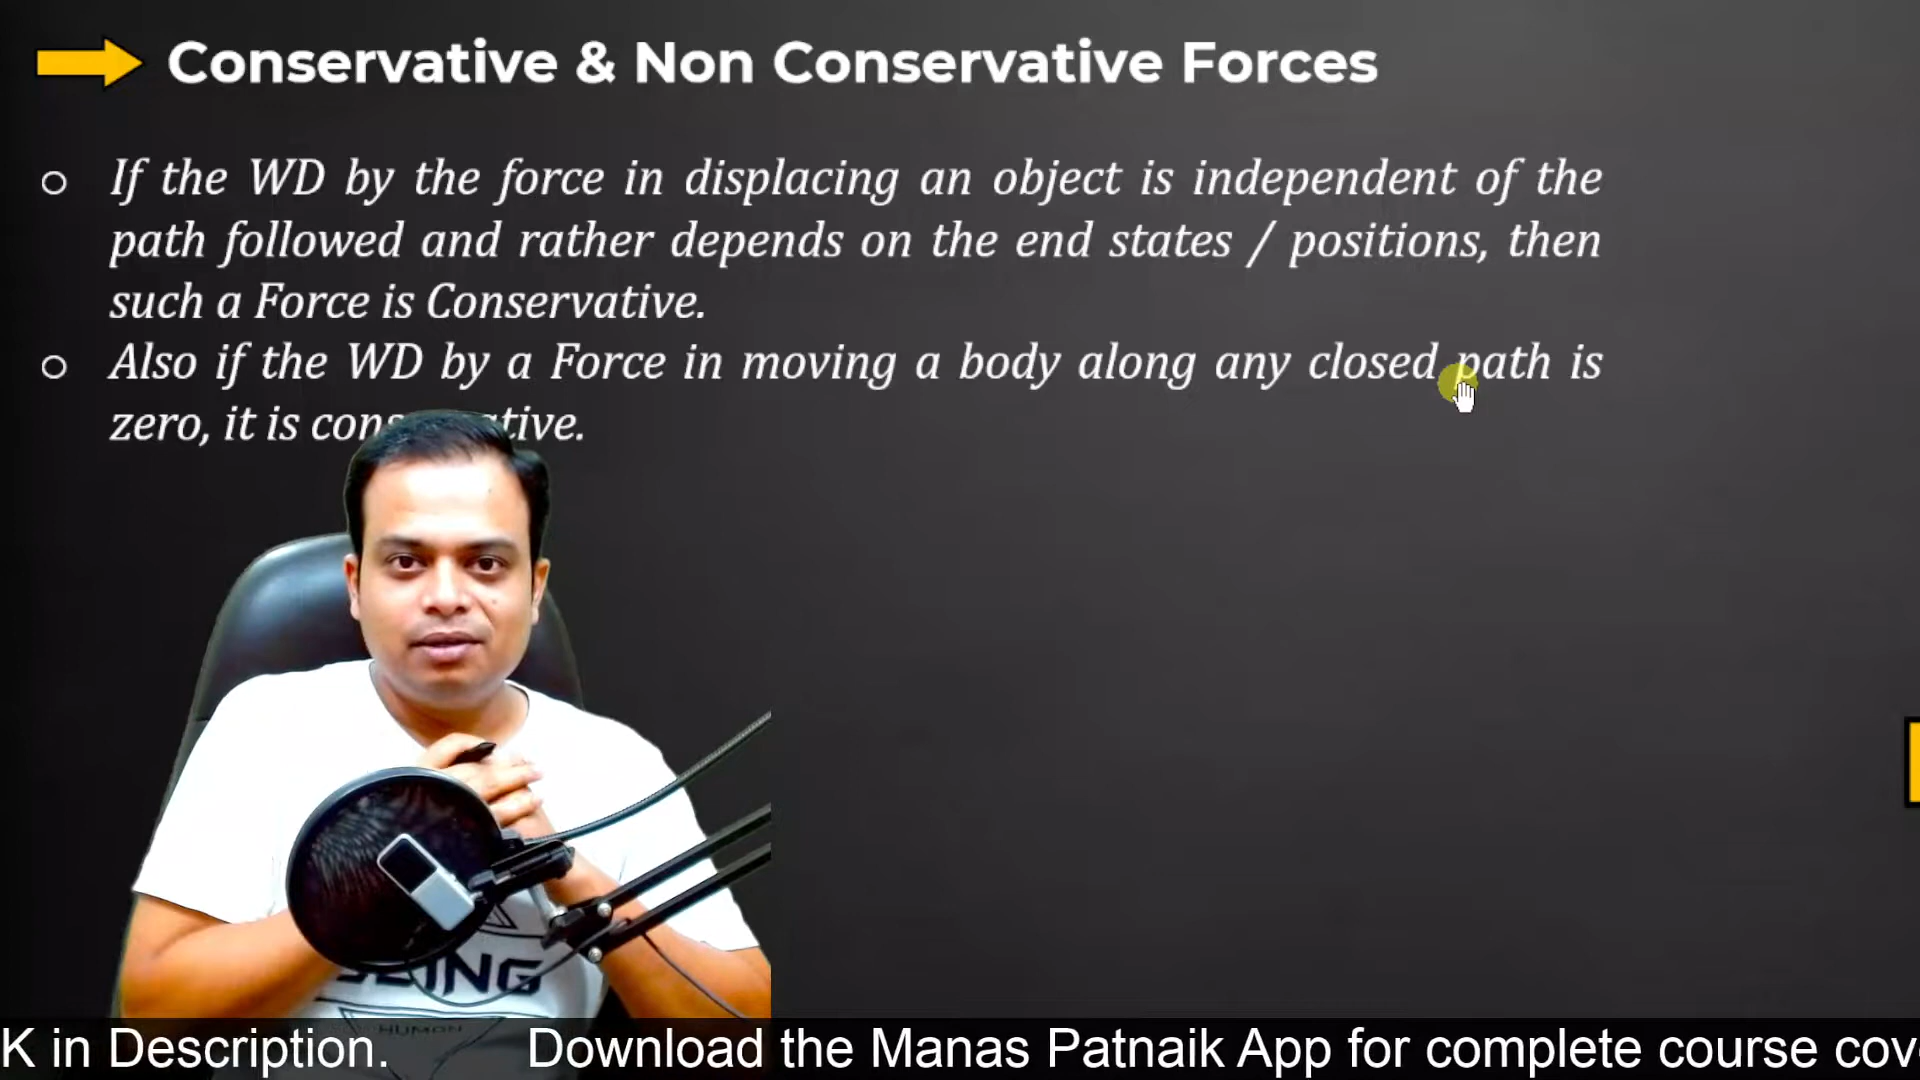 Conservative & Non Conservative Forces
○ If the WD by the force in displacing an object is independent of the
path followed and rather depends on the end states / positions, then
such a Force is Conservative.
○ Also if the WD by a Force in moving a body along any closed path is
zero, it is cons tive.
HUMAN
K in Description. Download the Manas Patnaik App for complete course cov